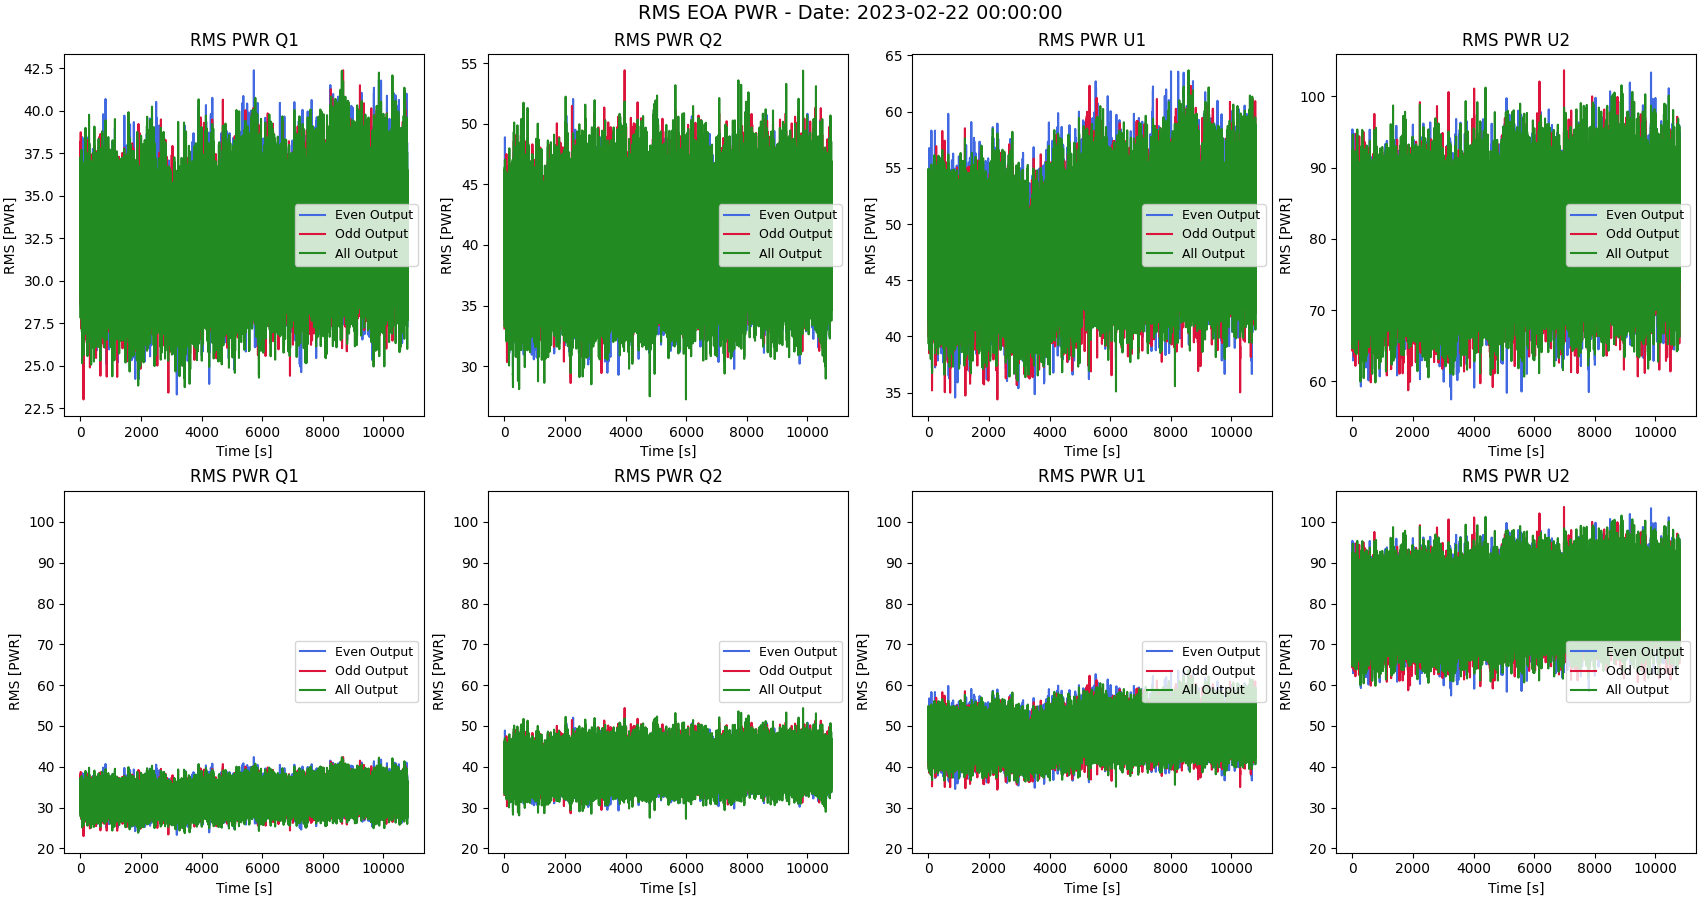 RMS EOA PWR - Date: 2023-02-22 00:00:00
RMS PWR Q1
RMS [PWR]
42.5
40.0
37.5
35.0
32.5
30.0
27.5
25.0
22.5
Even Output
Odd Output
All Output
0 2000 4000 6000 8000 10000
Time [s]
RMS PWR Q2
RMS [PWR]
55
50
45
40
35
30
Even Output
Odd Output
All Output
0 2000 4000 6000 8000 10000
Time [s]
RMS PWR U1
RMS [PWR]
65
60
55
50
45
40
35
Even Output
Odd Output
All Output
0 2000 4000 6000 8000 10000
Time [s]
RMS PWR U2
RMS [PWR]
100
90
80
70
60
Even Output
Odd Output
All Output
0 2000 4000 6000 8000 10000
Time [s]
RMS PWR Q1
RMS [PWR]
100
90
80
70
60
50
40
30
20
Even Output
Odd Output
All Output
0 2000 4000 6000 8000 10000
Time [s]
RMS PWR Q2
RMS [PWR]
100
90
80
70
60
50
40
30
20
Even Output
Odd Output
All Output
0 2000 4000 6000 8000 10000
Time [s]
RMS PWR U1
RMS [PWR]
100
90
80
70
60
50
40
30
20
Even Output
Odd Output
All Output
0 2000 4000 6000 8000 10000
Time [s]
RMS PWR U2
RMS [PWR]
100
90
80
70
60
50
40
30
20
Even Output
Odd Output
All Output
0 2000 4000 6000 8000 10000
Time [s]